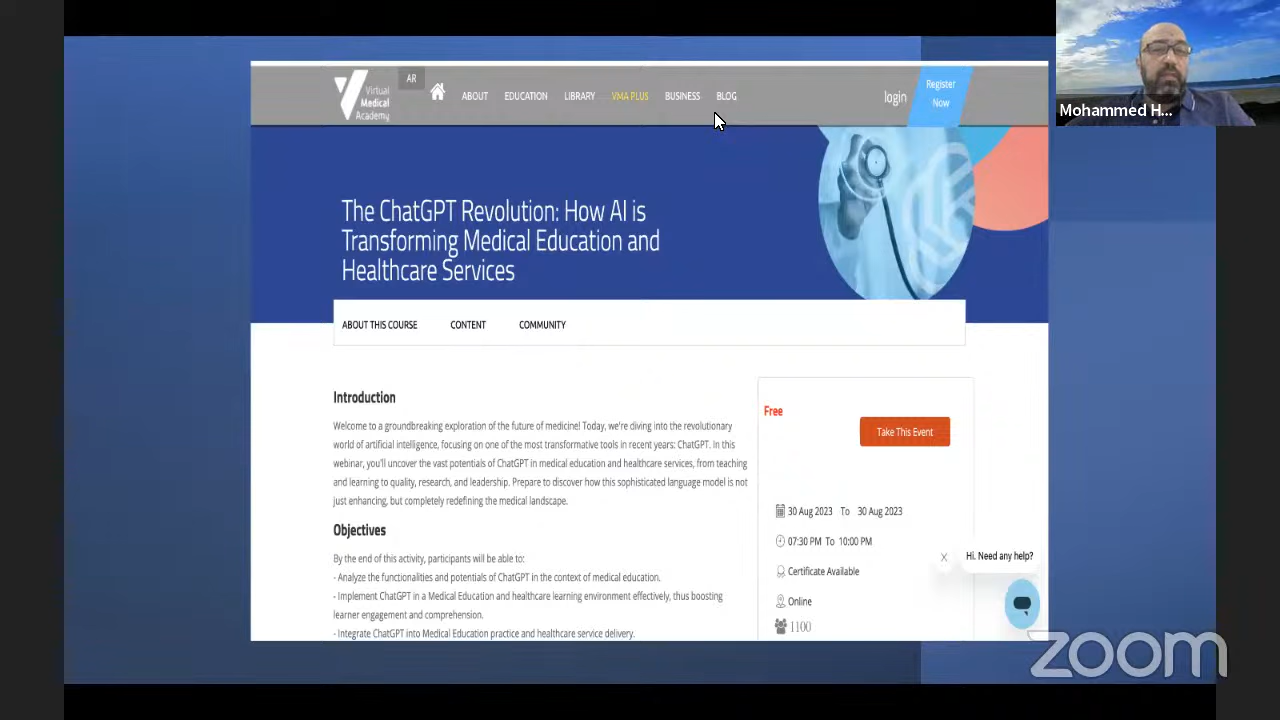 Virtual
Medical
Academy
AR
ABOUT
EDUCATION
LIBRARY
VMA PLUS
BUSINESS
BLOG
login
Register
Now
Mohammed H...
The ChatGPT Revolution: How AI is
Transforming Medical Education and
Healthcare Services
ABOUT THIS COURSE
CONTENT
COMMUNITY
Introduction
Welcome to a groundbreaking exploration of the future of medicine! Today, we're diving into the revolutionary
world of artificial intelligence, focusing on one of the most transformative tools in recent years: ChatGPT. In this
webinar, you'll uncover the vast potentials of ChatGPT in medical education and healthcare services, from teaching
and learning to quality, research, and leadership. Prepare to discover how this sophisticated language model is not
just enhancing, but completely redefining the medical landscape.
Objectives
By the end of this activity, participants will be able to:
- Analyze the functionalities and potentials of ChatGPT in the context of medical education.
- Implement ChatGPT in a Medical Education and healthcare learning environment effectively, thus boosting
learner engagement and comprehension.
- Integrate ChatGPT into Medical Education practice and healthcare service delivery.
Free
Take This Event
30 Aug 2023 To 30 Aug 2023
07:30 PM To 10:00 PM
Certificate Available
Online
1100
X
Hi. Need any help?
zoom